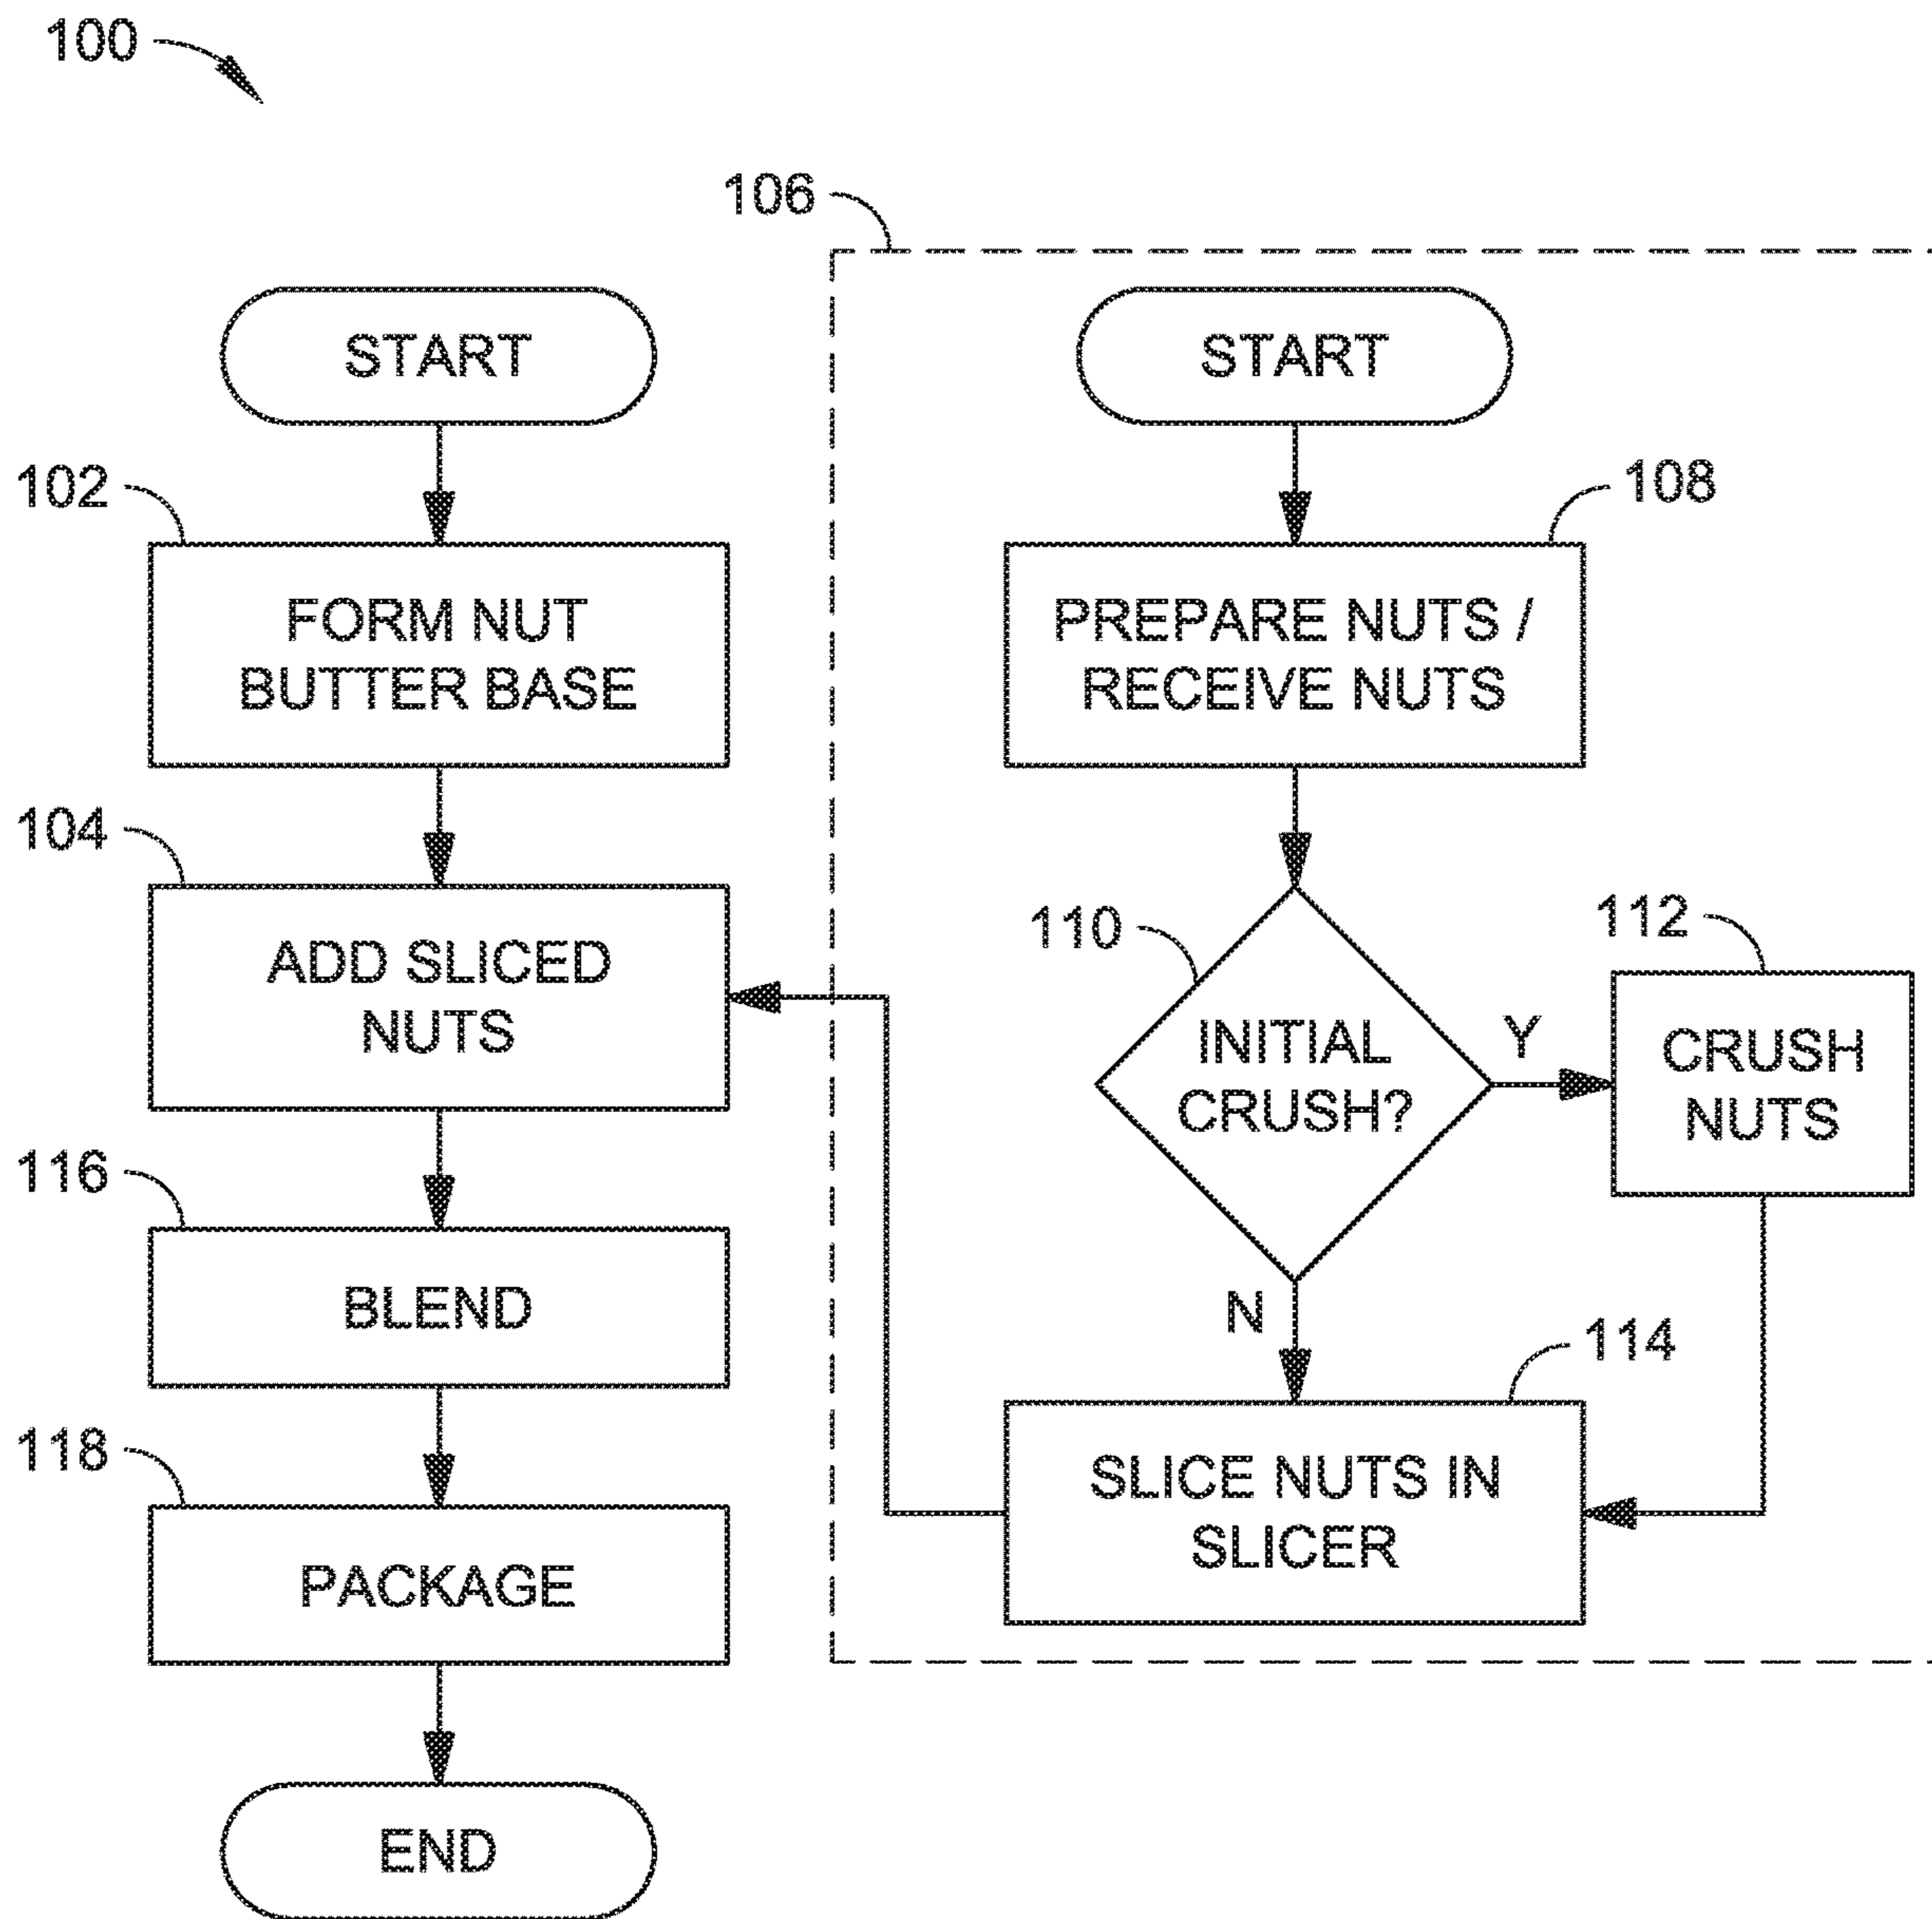 100
106
START
102
FORM NUT
BUTTER BASE
104
ADD SLICED
NUTS
116
BLEND
118
PACKAGE
END
START
108
PREPARE NUTS /
RECEIVE NUTS
110
INITIAL
CRUSH?
Y
112
CRUSH
NUTS
N
114
SLICE NUTS IN
SLICER